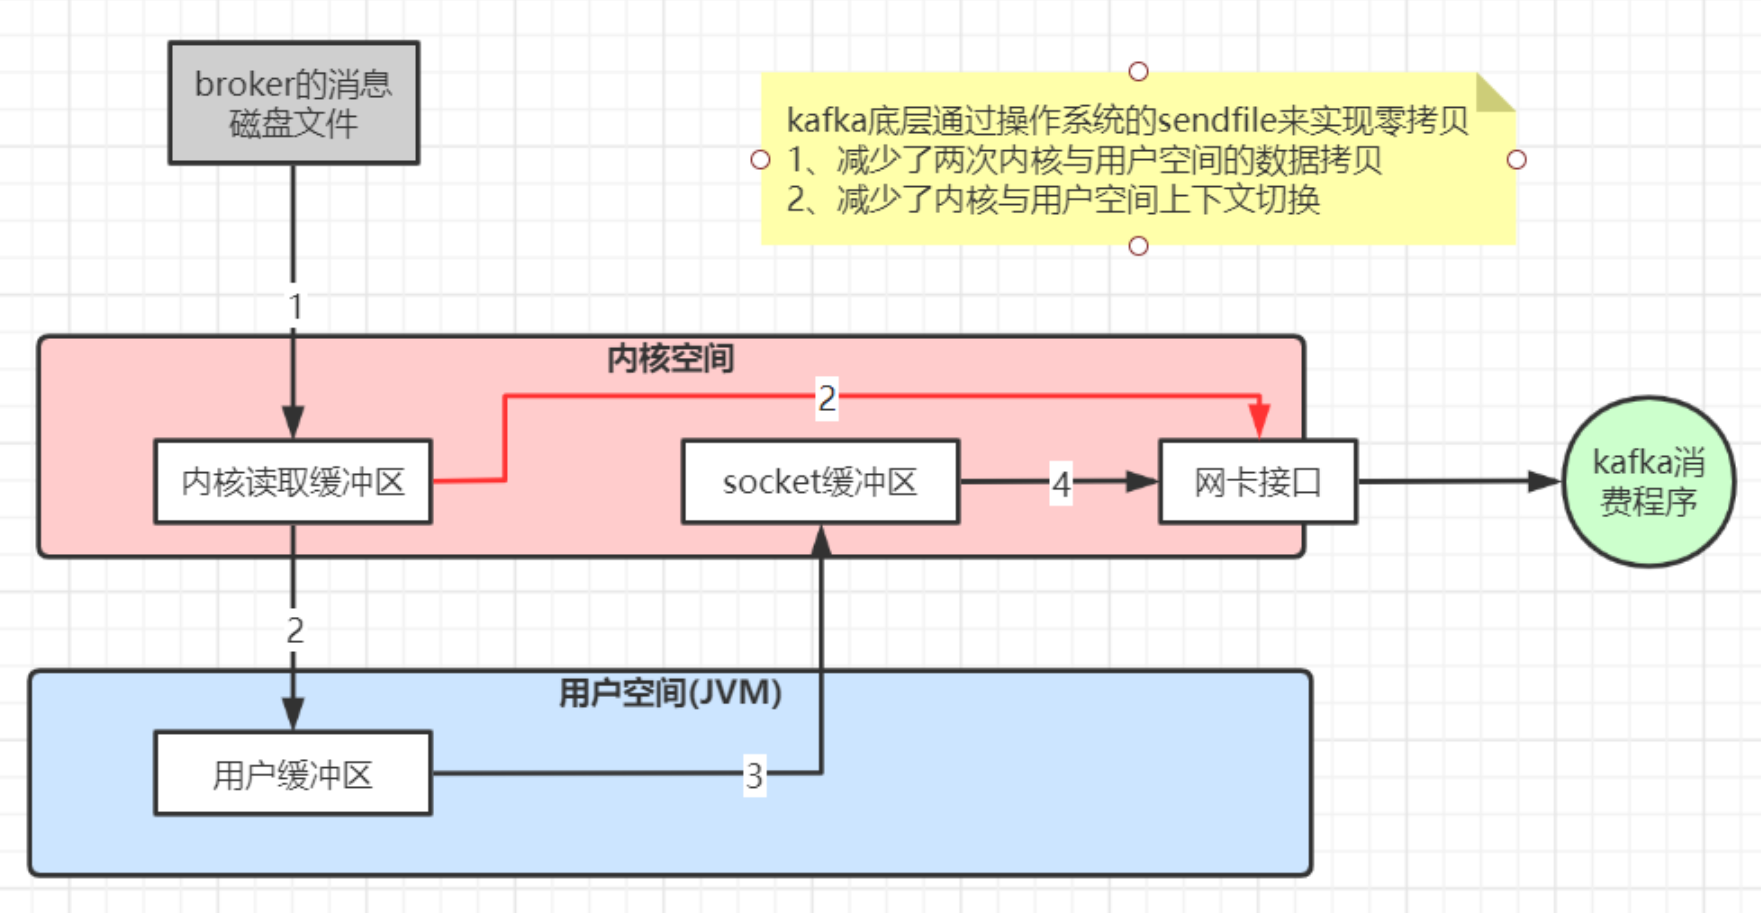 broker的消息
磁盘文件
kafka底层通过操作系统的sendfile来实现零拷贝
1、减少了两次内核与用户空间的数据拷贝
2、减少了内核与用户空间上下文切换
1
内核空间
2
内核读取缓冲区
socket缓冲区
4
网卡接口
kafka消
费程序
2
用户空间(JVM)
用户缓冲区
3